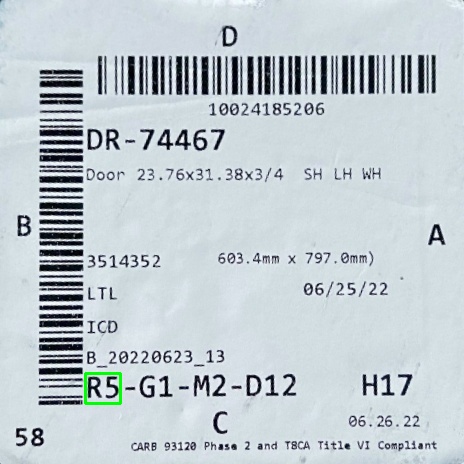 D
10024185206
DR-74467
Door 23.76x31.38x3/4 SH LH WH
B
A
3514352 603.4mm x 797.0mm)
LTL 06/25/22
ICD
B_20220623_13
R5-G1-M2-D12 H17
C 06.26.22
58
CARB 93120 Phase 2 and T8CA Title VI Compliant